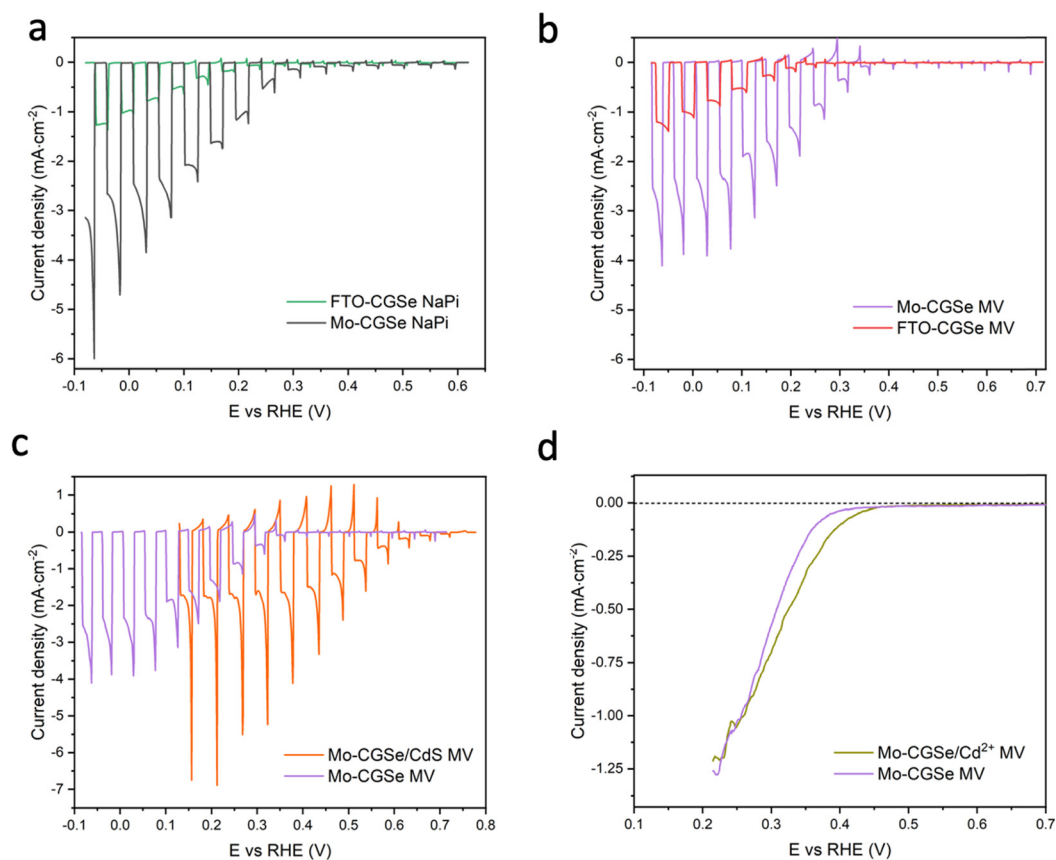 a
0
-1
-2
-3
-4
-5
-6
Current density (mA·cm⁻²)
FTO-CGSe NaPi
Mo-CGSe NaPi
-0.1 0.0 0.1 0.2 0.3 0.4 0.5 0.6
E vs RHE (V)
b
0
-1
-2
-3
-4
-5
-6
Current density (mA·cm⁻²)
Mo-CGSe MV
FTO-CGSe MV
-0.1 0.0 0.1 0.2 0.3 0.4 0.5 0.6 0.7
E vs RHE (V)
c
1
0
-1
-2
-3
-4
-5
-6
-7
Current density (mA·cm⁻²)
Mo-CGSe/CdS MV
Mo-CGSe MV
-0.1 0.0 0.1 0.2 0.3 0.4 0.5 0.6 0.7 0.8
E vs RHE (V)
d
0.00
-0.25
-0.50
-0.75
-1.00
-1.25
Current density (mA·cm⁻²)
Mo-CGSe/Cd²⁺ MV
Mo-CGSe MV
0.1 0.2 0.3 0.4 0.5 0.6 0.7
E vs RHE (V)